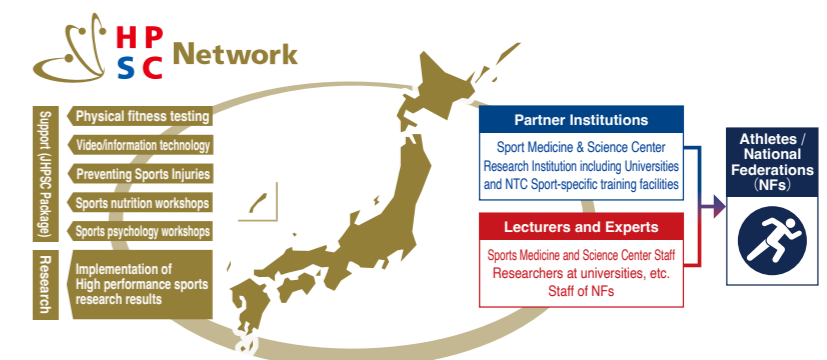 HP
SC Network
Support (JHPSC Package)
Physical fitness testing
Video/information technology
Preventing Sports Injuries
Sports nutrition workshops
Sports psychology workshops
Research
Implementation of
High performance sports
research results
Partner Institutions
Sport Medicine & Science Center
Research Institution including Universities
and NTC Sport-specific training facilities
Lecturers and Experts
Sports Medicine and Science Center Staff
Researchers at universities, etc.
Staff of NFs
Athletes /
National
Federations
(NFs)